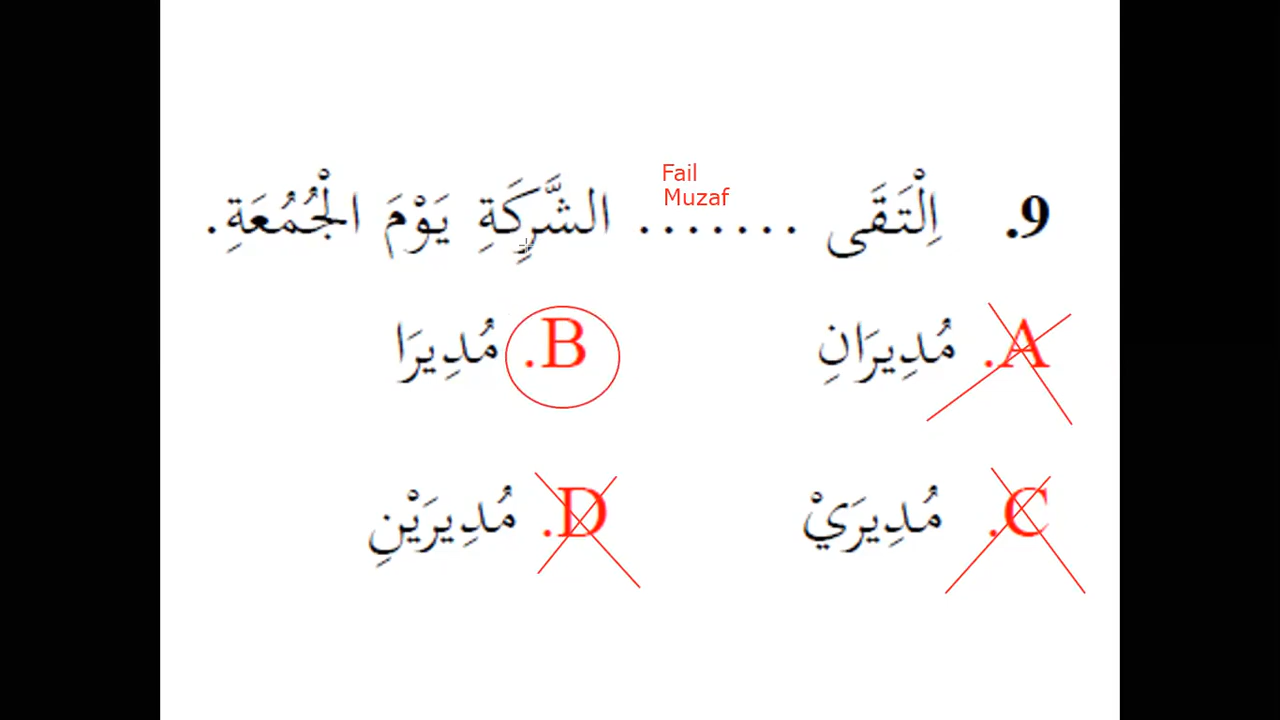 Fail
Muzaf
9. اِلْتَقَى ....... الشَّرِكَةِ يَوْمَ الْجُمُعَةِ.
A. مُدِيرَانِ
B. مُدِيرَا
C. مُدِيرَيْ
D. مُدِيرَيْنِ